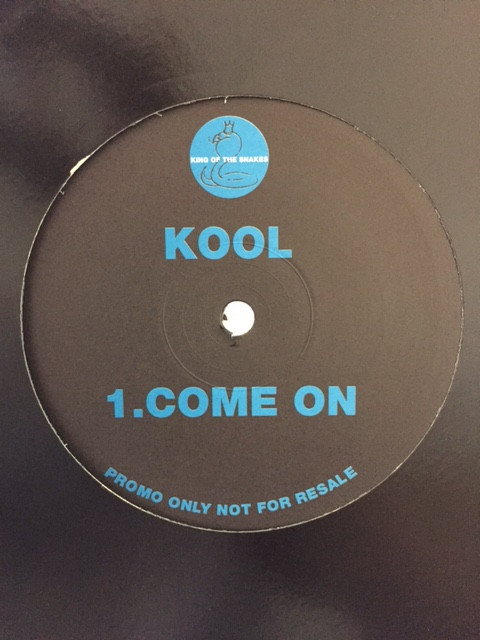 KING OF THE SNAKES
KOOL
1.COME ON
PROMO ONLY NOT FOR RESALE